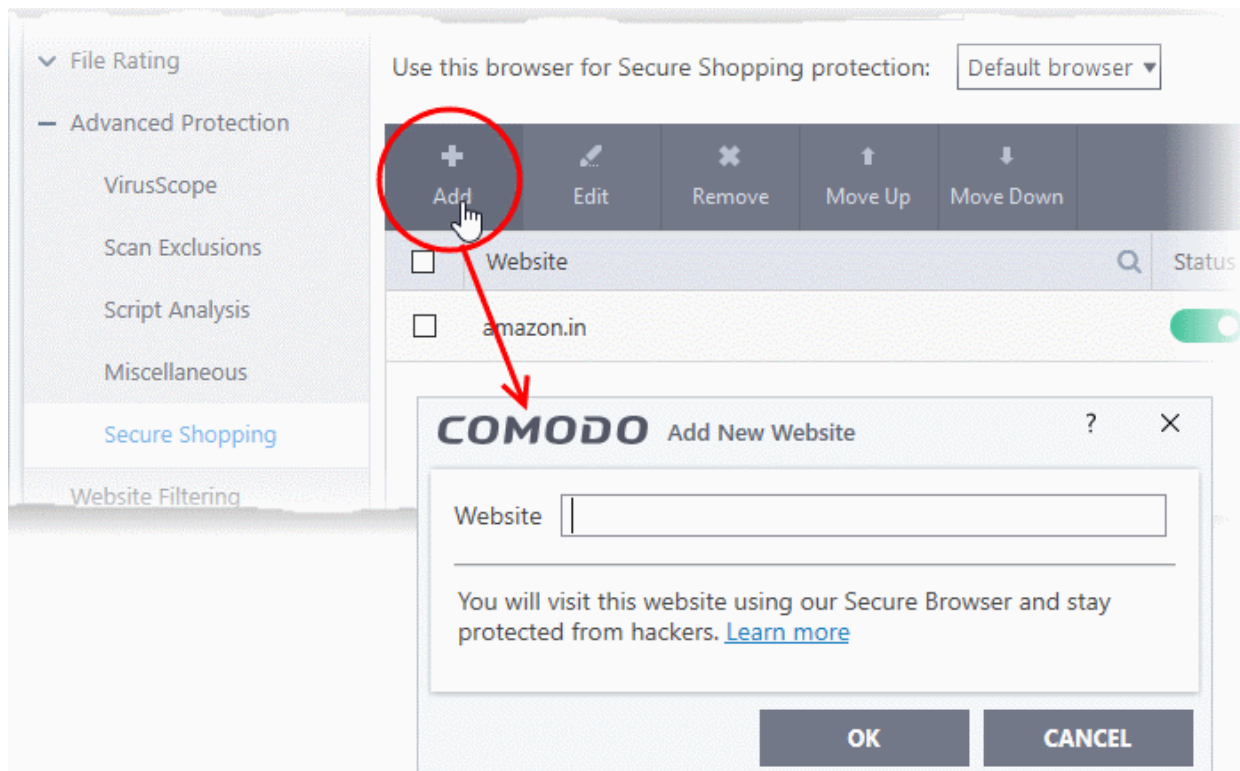 File Rating
Use this browser for Secure Shopping protection: Default browser
Advanced Protection
VirusScope
Scan Exclusions
Script Analysis
Miscellaneous
Secure Shopping
Website Filtering
Add Edit Remove Move Up Move Down
Website Status
amazon.in
COMODO Add New Website ?
Website
You will visit this website using our Secure Browser and stay
protected from hackers. Learn more
OK CANCEL